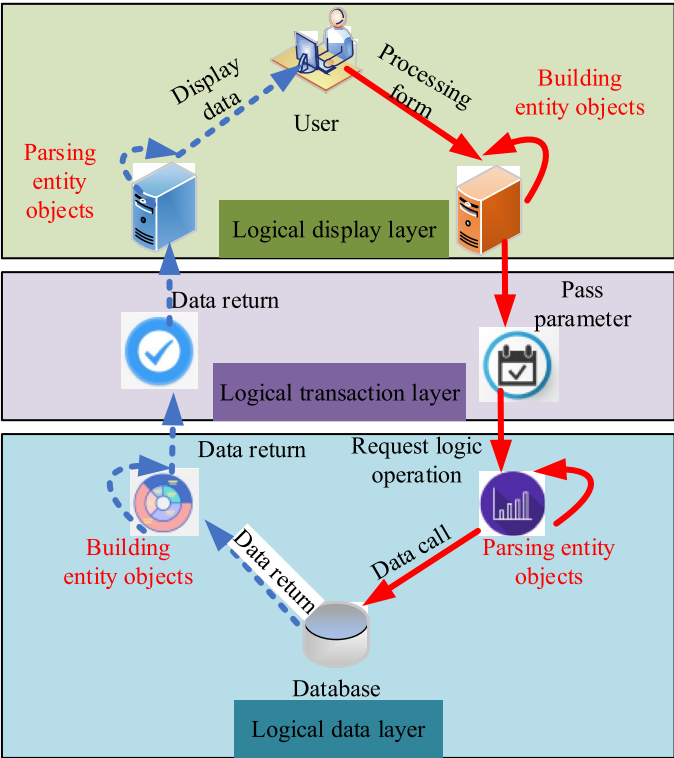 Display
data
Processing
form
Building
entity objects
User
Parsing
entity
objects
Logical display layer
Data return
Pass
parameter
Logical transaction layer
Data return
Request logic
operation
Building
entity objects
Data return
Data call
Parsing entity
objects
Database
Logical data layer